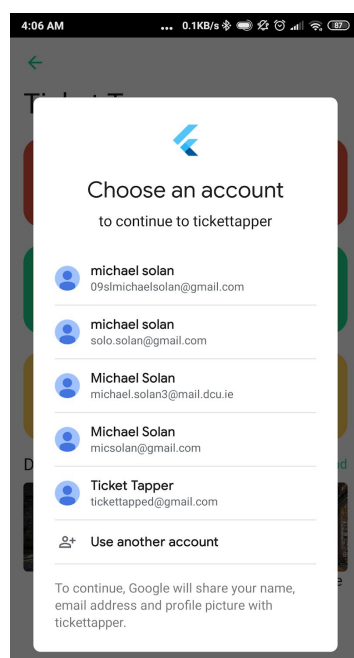 4:06 AM ... 0.1KB/s 87
Choose an account
to continue to tickettapper
michael solan
09slmichaelsolan@gmail.com
michael solan
solo.solan@gmail.com
Michael Solan
michael.solan3@mail.dcu.ie
Michael Solan
micsolan@gmail.com
Ticket Tapper
tickettapped@gmail.com
Use another account
To continue, Google will share your name,
email address and profile picture with
tickettapper.